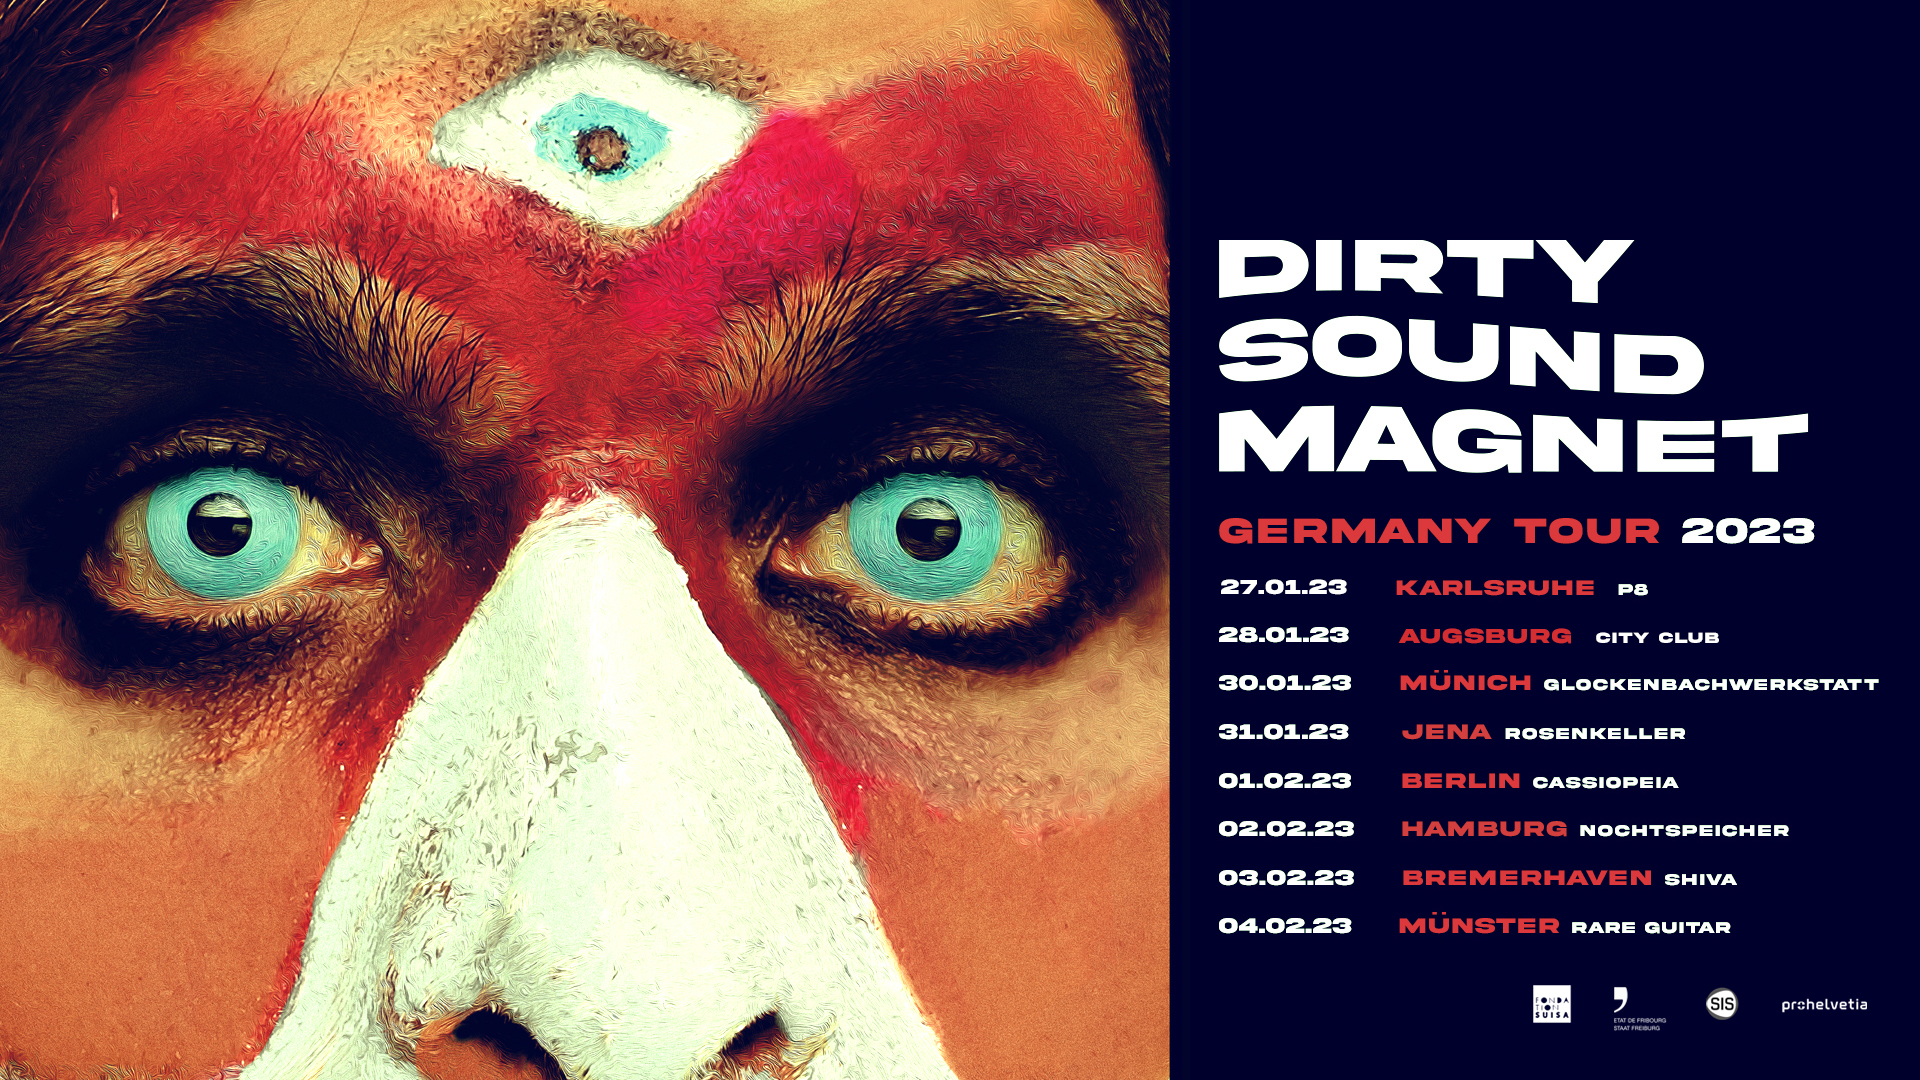 DIRTY
SOUND
MAGNET
GERMANY TOUR 2023
27.01.23 KARLSRUHE P8
28.01.23 AUGSBURG CITY CLUB
30.01.23 MÜNICH GLOCKENBACHWERKSTATT
31.01.23 JENA ROSENKELLER
01.02.23 BERLIN CASSIOPEIA
02.02.23 HAMBURG NOCHTSPEICHER
03.02.23 BREMERHAVEN SHIVA
04.02.23 MÜNSTER RARE GUITAR
FONDA
TION
SUISA
ETAT DE FRIBOURG
STAAT FREIBURG
SIS
prohelvetia